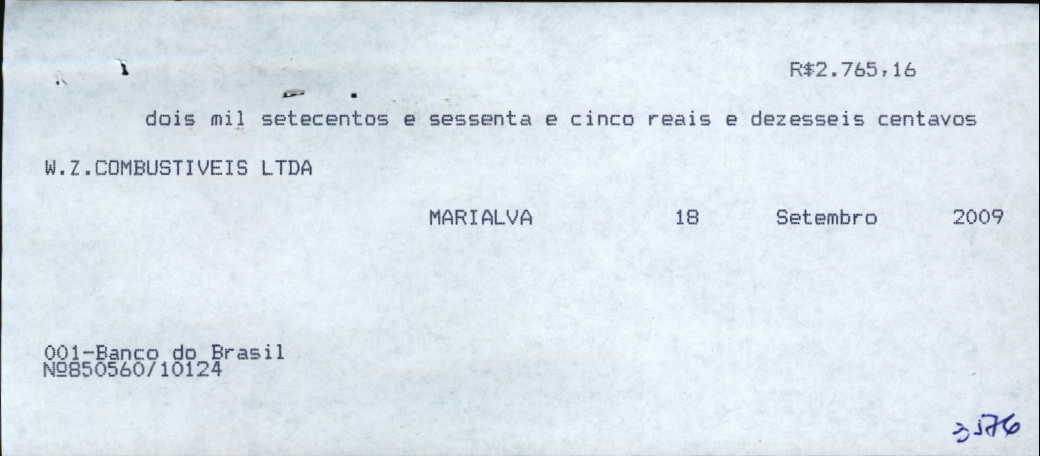 R$2.765,16
dois mil setecentos e sessenta e cinco reais e dezesseis centavos
W.Z.COMBUSTIVEIS LTDA
MARIALVA 18 Setembro 2009
001-Banco do Brasil
Nº850560/10124
3576